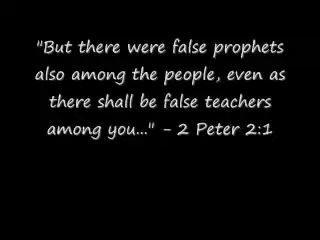 "But there were false prophets
also among the people, even as
there shall be false teachers
among you..." - 2 Peter 2:1